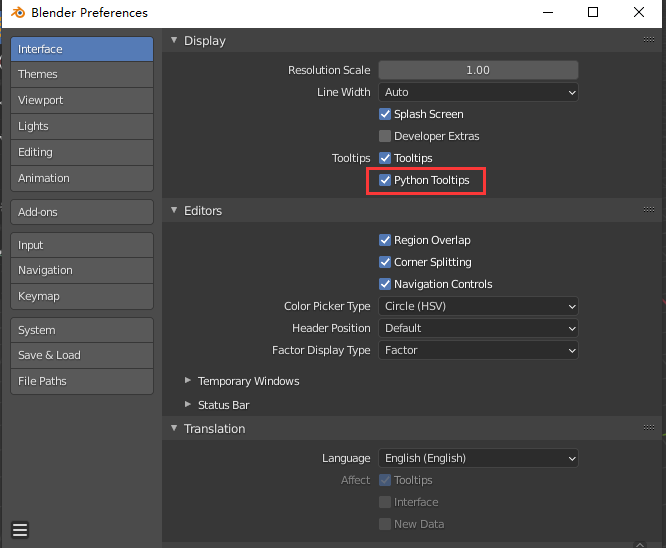 Blender Preferences
Interface
Themes
Viewport
Lights
Editing
Animation
Add-ons
Input
Navigation
Keymap
System
Save & Load
File Paths
Display
Resolution Scale 1.00
Line Width Auto
Splash Screen
Developer Extras
Tooltips Tooltips
Python Tooltips
Editors
Region Overlap
Corner Splitting
Navigation Controls
Color Picker Type Circle (HSV)
Header Position Default
Factor Display Type Factor
Temporary Windows
Status Bar
Translation
Language English (English)
Affect Tooltips
Interface
New Data